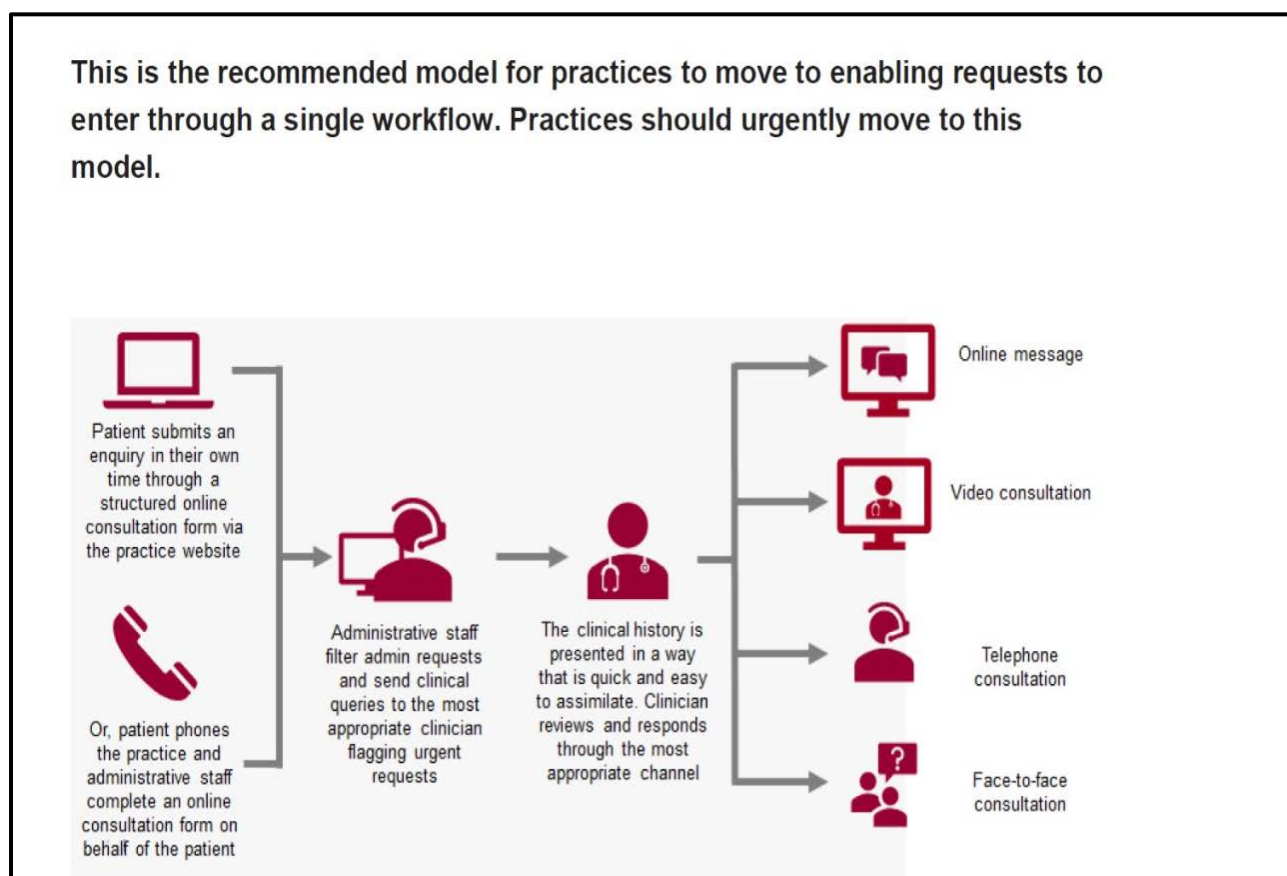 This is the recommended model for practices to move to enabling requests to
enter through a single workflow. Practices should urgently move to this
model.
Patient submits an
enquiry in their own
time through a
structured online
consultation form via
the practice website
Or, patient phones
the practice and
administrative staff
complete an online
consultation form on
behalf of the patient
Administrative staff
filter admin requests
and send clinical
queries to the most
appropriate clinician
flagging urgent
requests
The clinical history is
presented in a way
that is quick and easy
to assimilate. Clinician
reviews and responds
through the most
appropriate channel
Online message
Video consultation
Telephone
consultation
?
Face-to-face
consultation